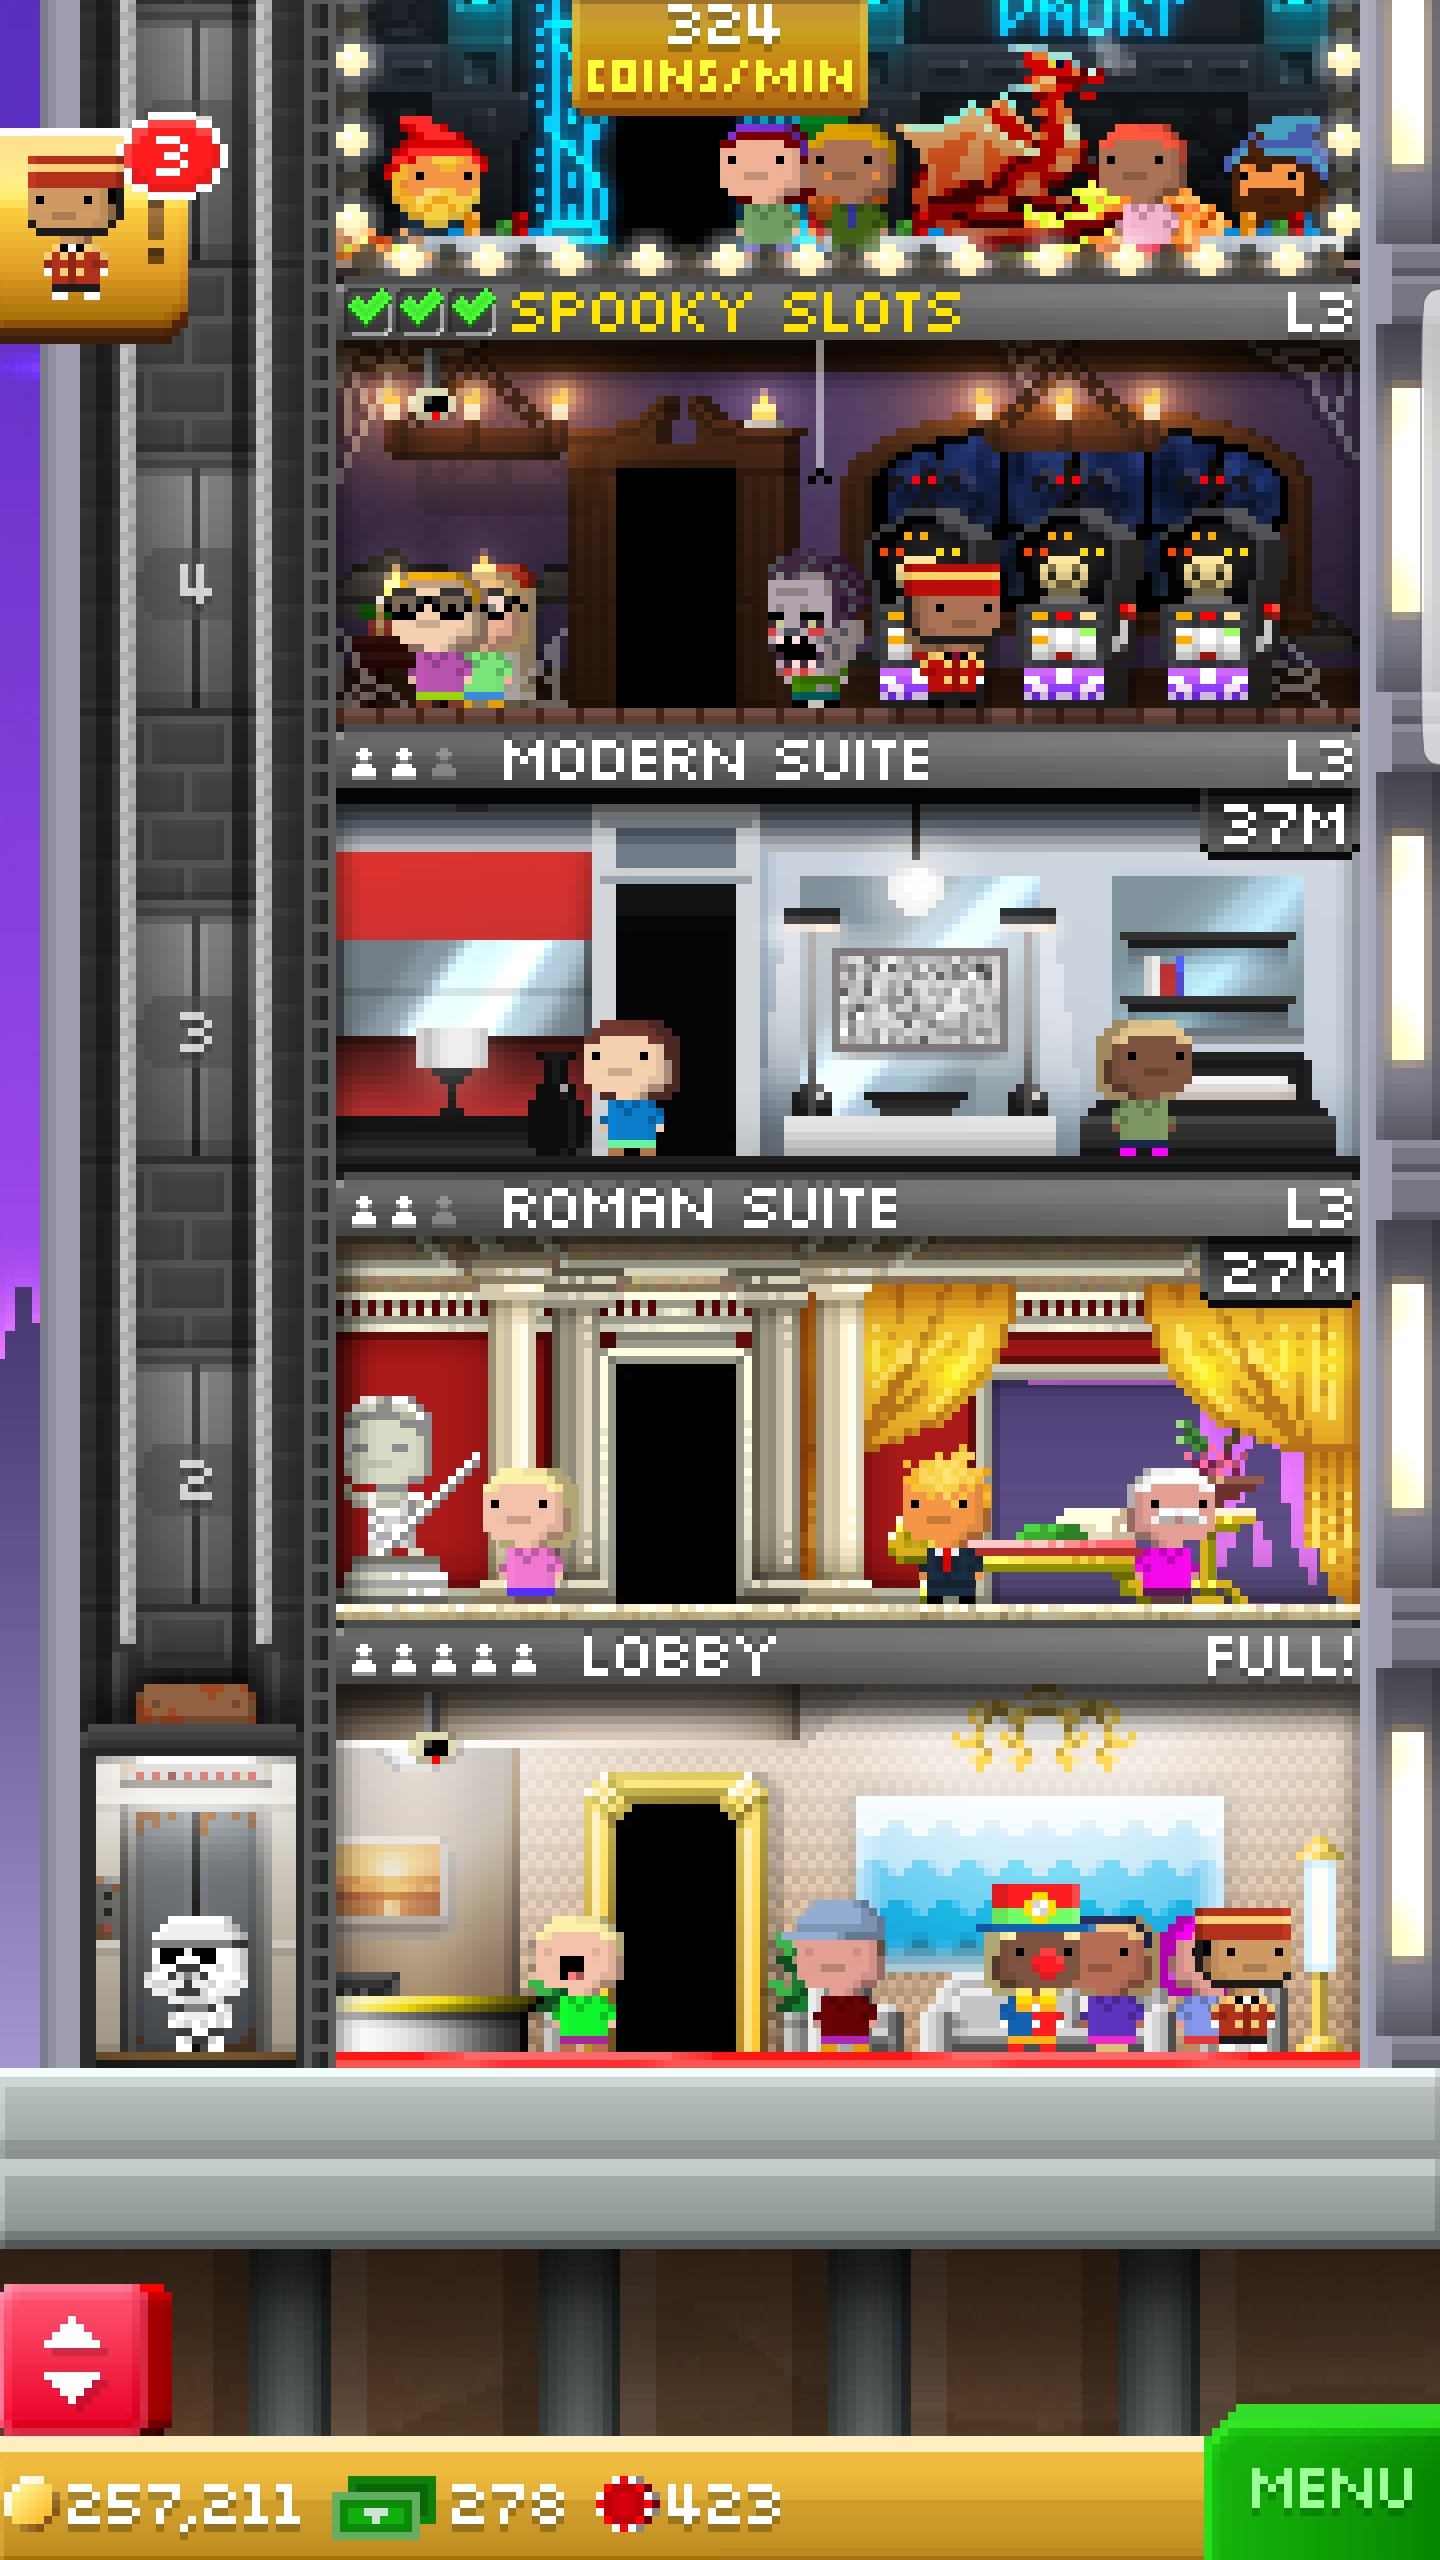 324
COINS/MIN
3
SPOOKY SLOTS L3
4
MODERN SUITE L3
37M
3
ROMAN SUITE L3
27M
2
LOBBY FULL!
257,211 278 423
MENU